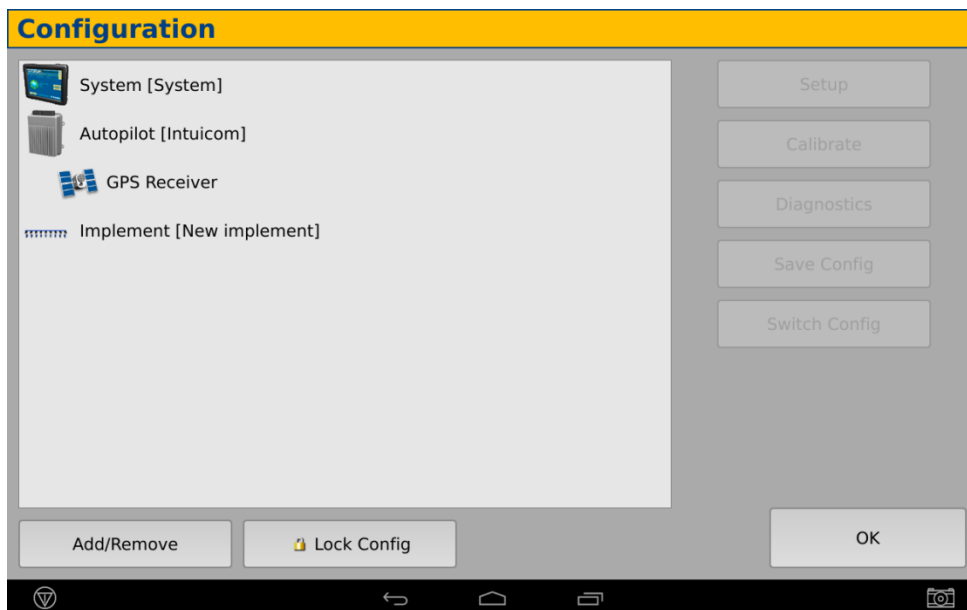 Configuration
System [System]
Autopilot [Intuicom]
GPS Receiver
Implement [New implement]
Setup
Calibrate
Diagnostics
Save Config
Switch Config
Add/Remove
Lock Config
OK